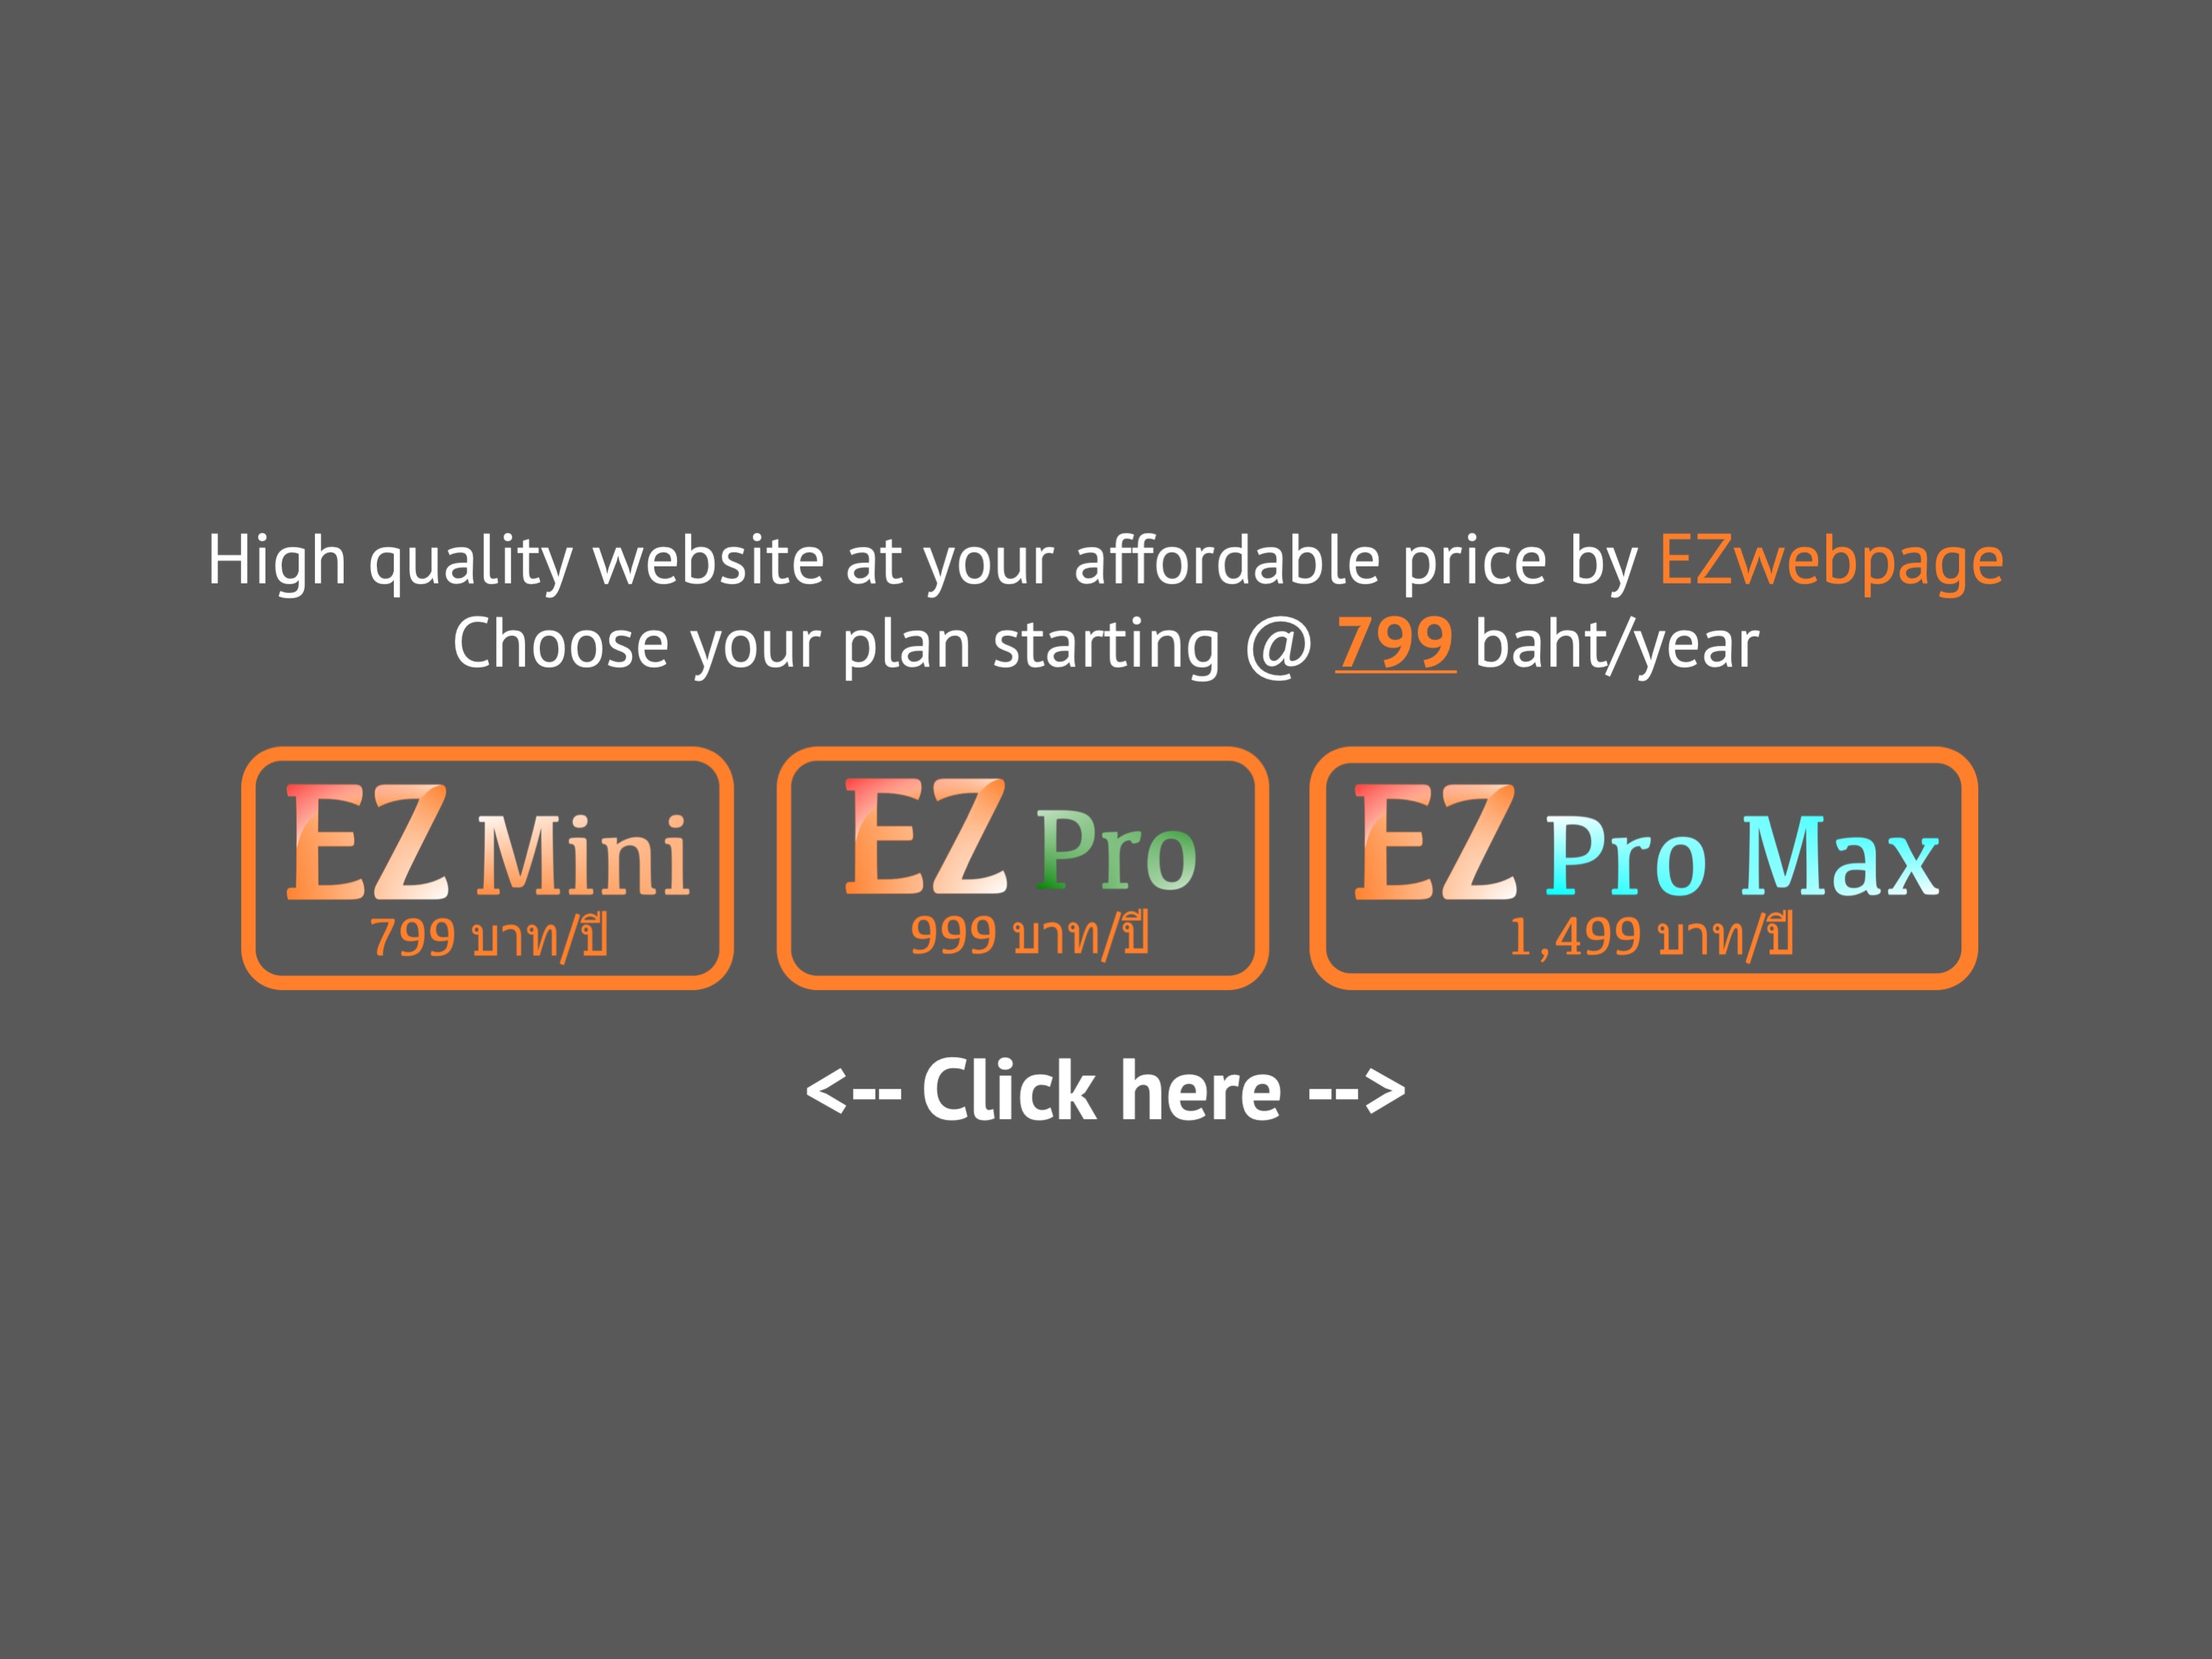 High quality website at your affordable price by EZwebpage
Choose your plan starting @ 799 baht/year
EZ Mini
799 บาท/ปี
EZ Pro
999 บาท/ปี
EZ Pro Max
1,499 บาท/ปี
<-- Click here -->